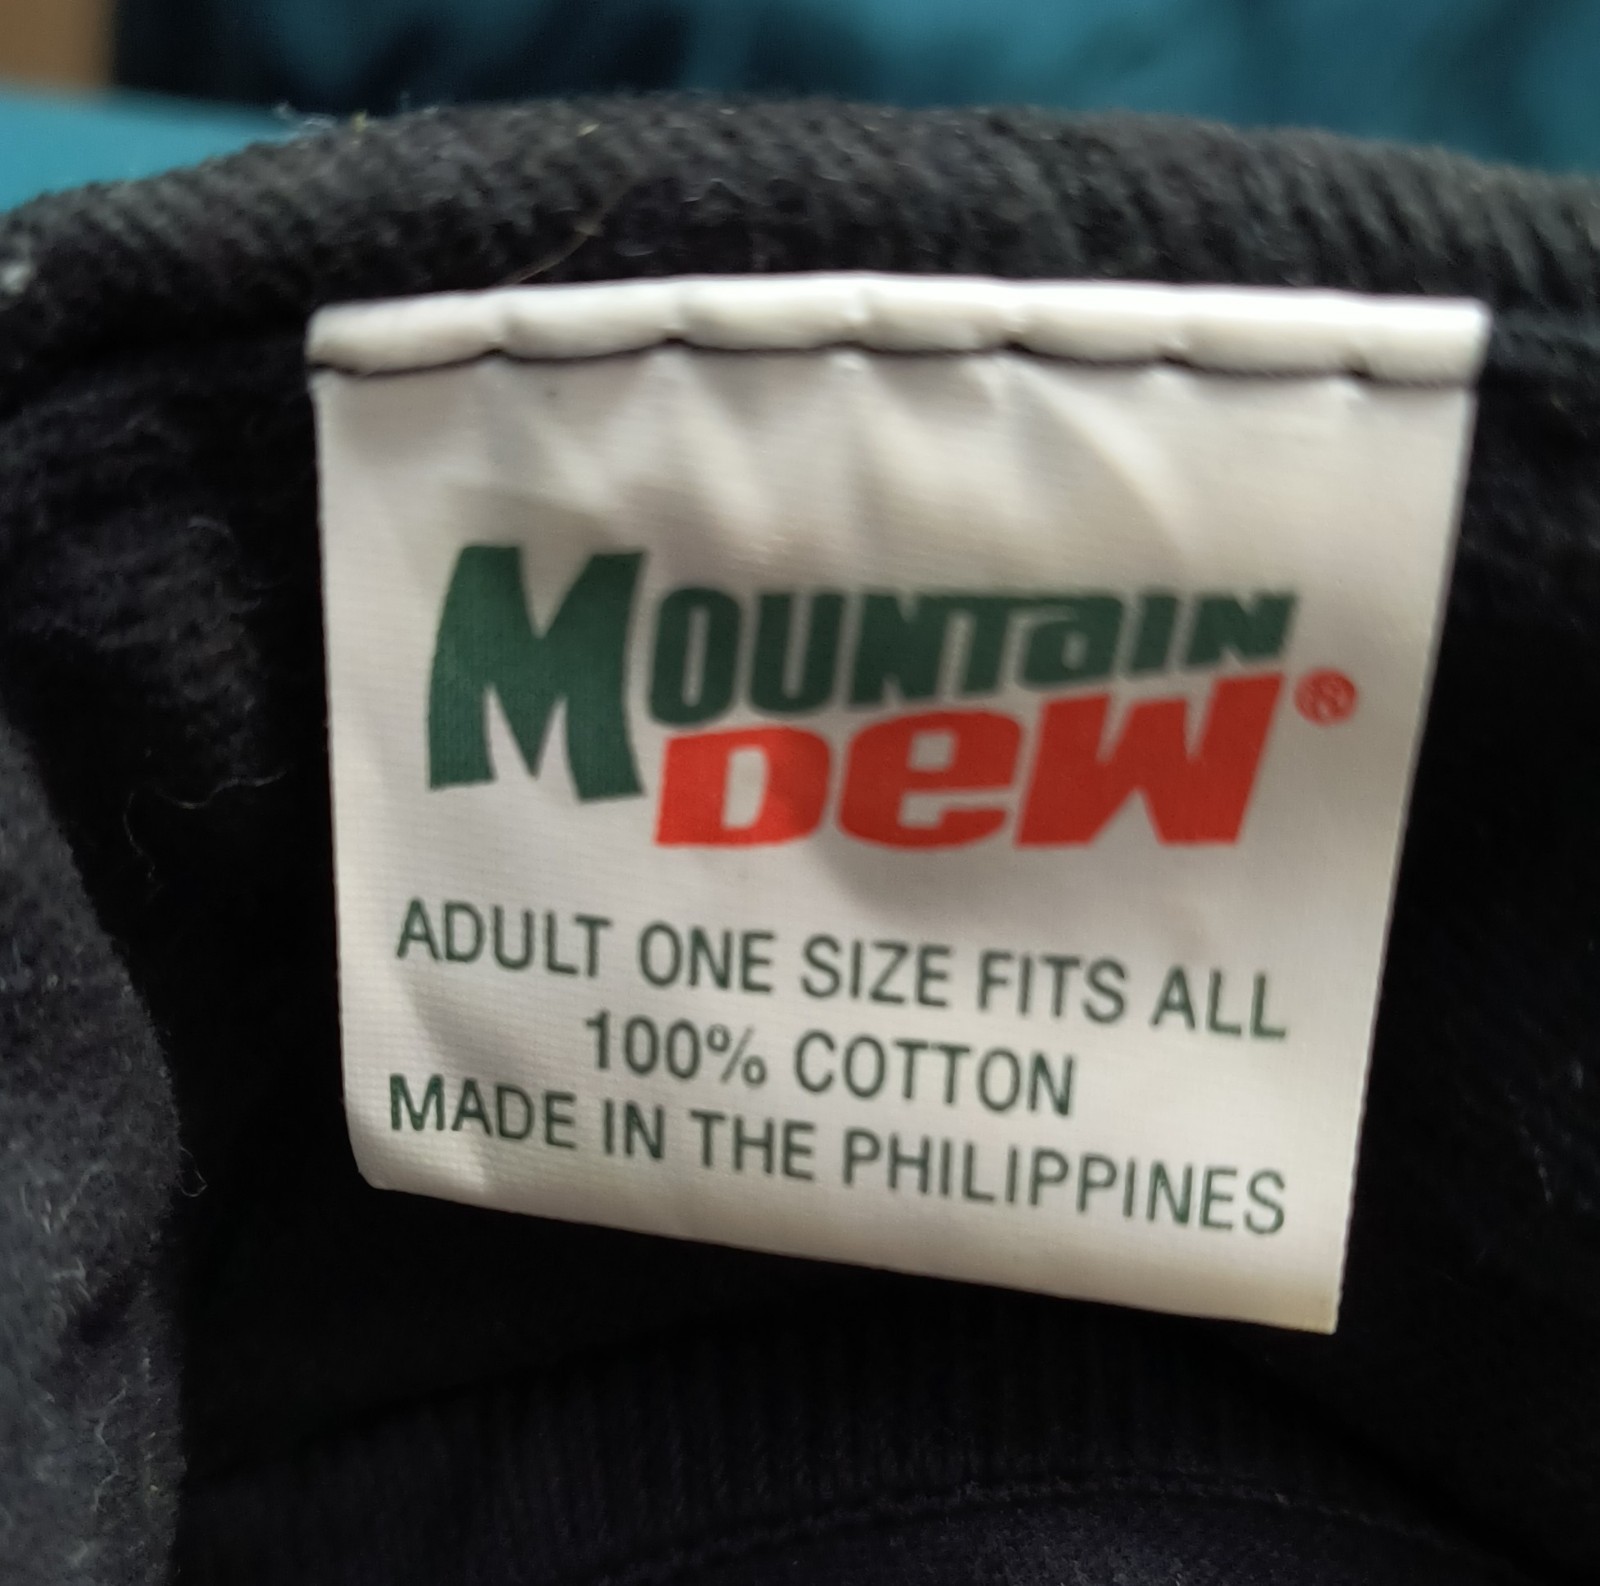 MOUNTaIN
DeW®
ADULT ONE SIZE FITS ALL
100% COTTON
MADE IN THE PHILIPPINES